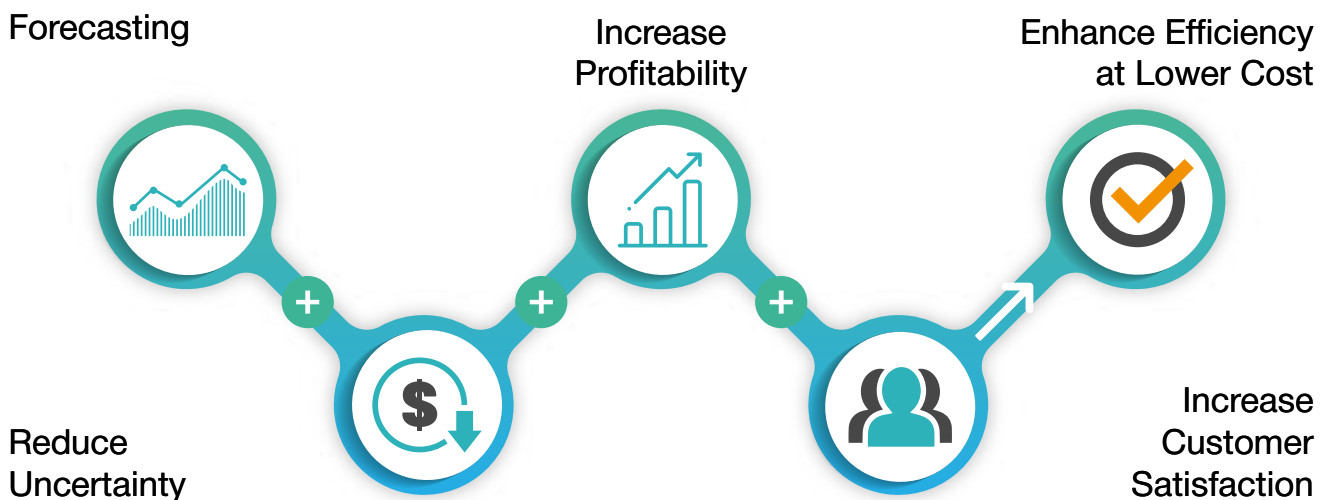 Forecasting
Increase
Profitability
Enhance Efficiency
at Lower Cost
+
+
+
$
Reduce
Uncertainty
Increase
Customer
Satisfaction